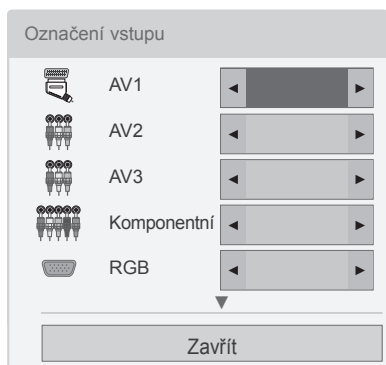 Označení vstupu
AV1
AV2
AV3
Komponentní
RGB
Zavřít